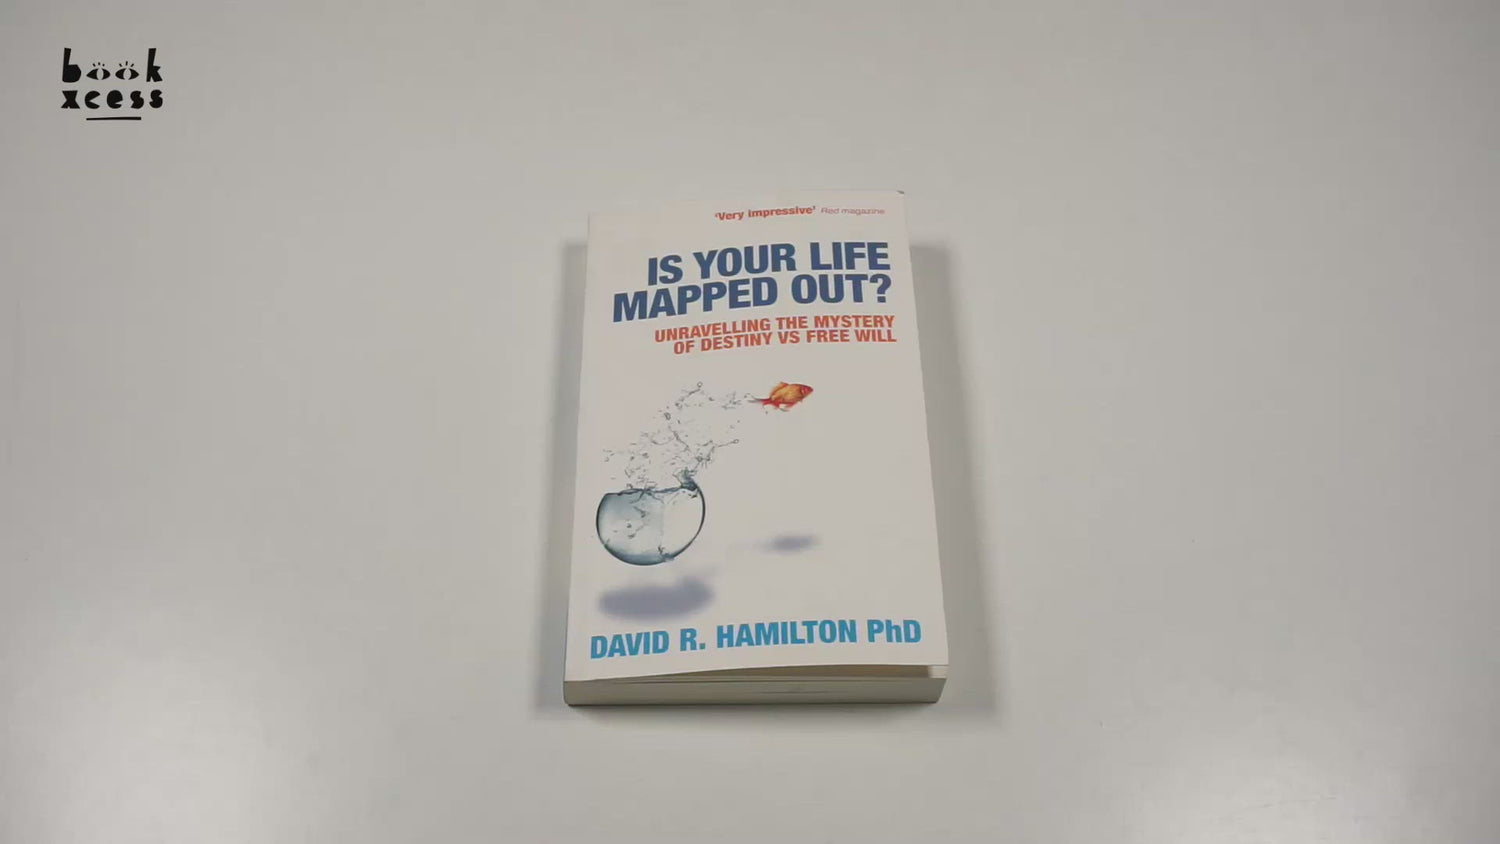 book
xcess
'Very impressive' Red magazine
IS YOUR LIFE
MAPPED OUT?
UNRAVELLING THE MYSTERY
OF DESTINY VS FREE WILL
DAVID R. HAMILTON PhD